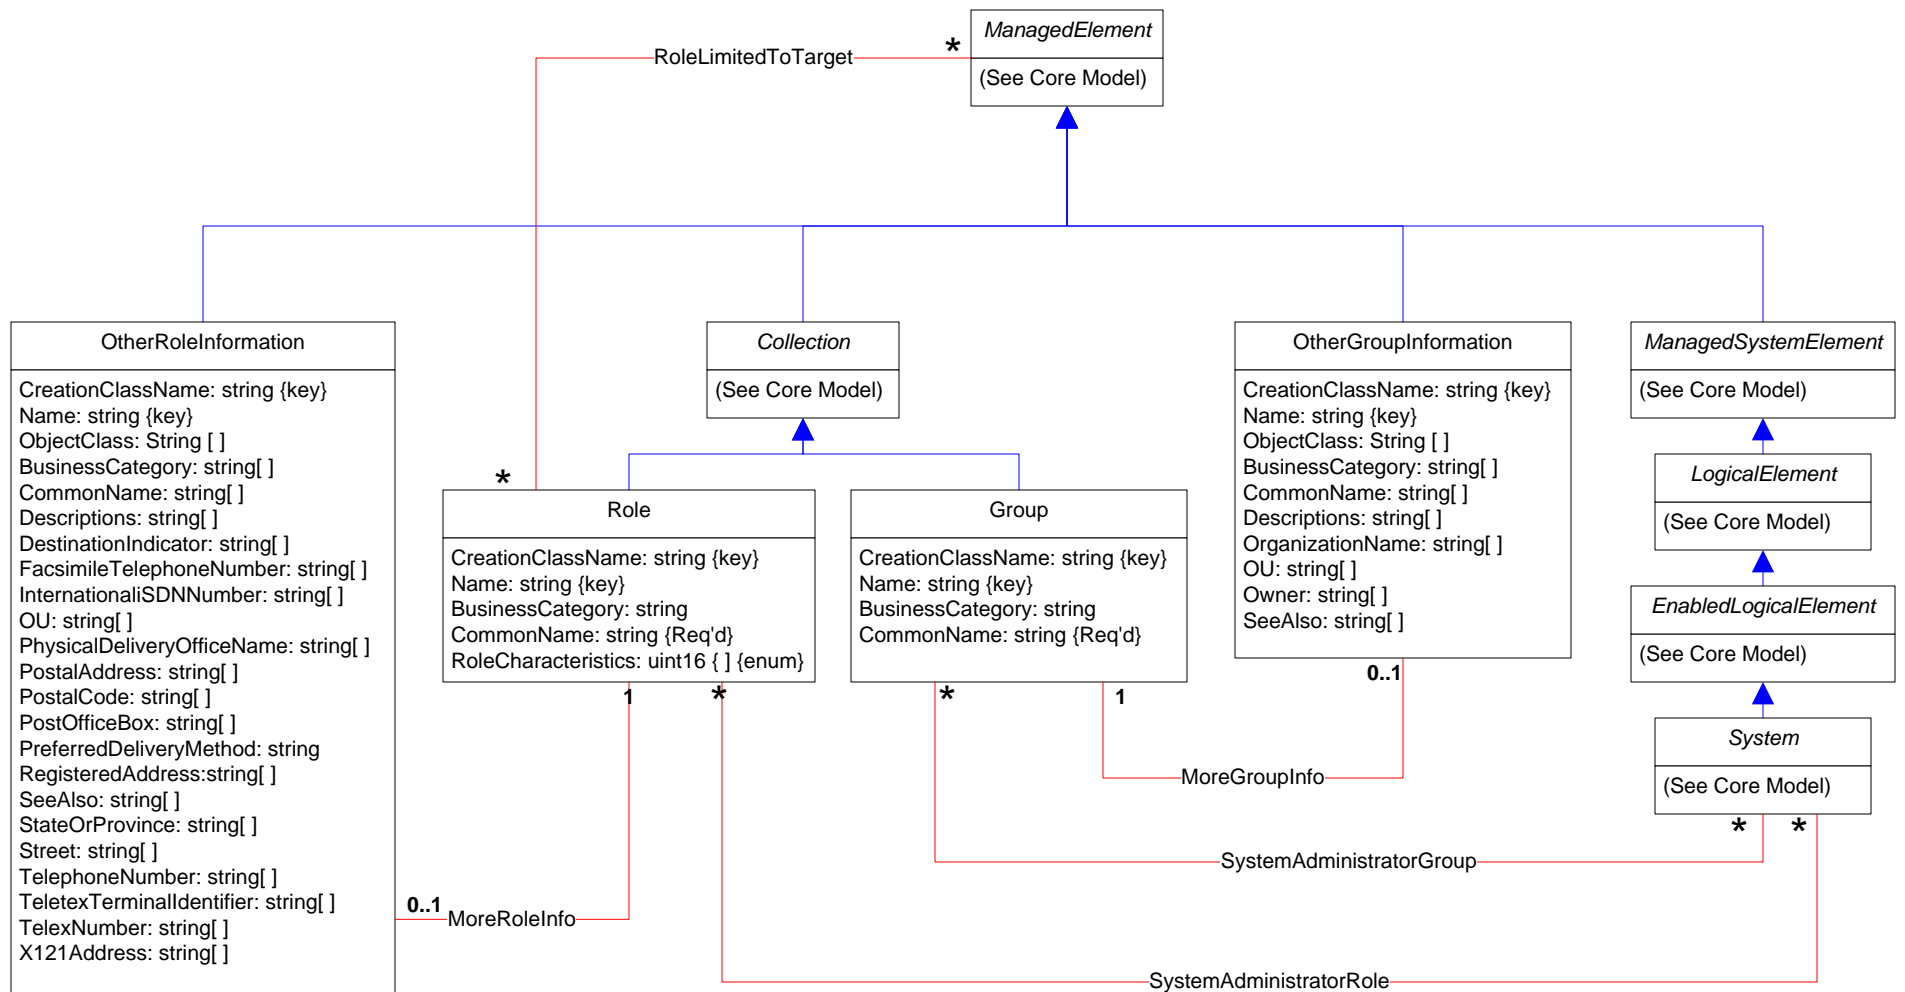 ManagedElement
(See Core Model)
*
RoleLimitedToTarget
OtherRoleInformation
CreationClassName: string {key}
Name: string {key}
ObjectClass: String [ ]
BusinessCategory: string[ ]
CommonName: string[ ]
Descriptions: string[ ]
DestinationIndicator: string[ ]
FacsimileTelephoneNumber: string[ ]
InternationaliSDNNumber: string[ ]
OU: string[ ]
PhysicalDeliveryOfficeName: string[ ]
PostalAddress: string[ ]
PostalCode: string[ ]
PostOfficeBox: string[ ]
PreferredDeliveryMethod: string
RegisteredAddress:string[ ]
SeeAlso: string[ ]
StateOrProvince: string[ ]
Street: string[ ]
TelephoneNumber: string[ ]
TeletexTerminalIdentifier: string[ ]
TelexNumber: string[ ]
X121Address: string[ ]
Collection
(See Core Model)
*
Role
CreationClassName: string {key}
Name: string {key}
BusinessCategory: string
CommonName: string {Req'd}
RoleCharacteristics: uint16 { ] {enum}
1
*
Group
CreationClassName: string {key}
Name: string {key}
BusinessCategory: string
CommonName: string {Req'd}
*
1
OtherGroupInformation
CreationClassName: string {key}
Name: string {key}
ObjectClass: String [ ]
BusinessCategory: string[ ]
CommonName: string[ ]
Descriptions: string[ ]
OrganizationName: string[ ]
OU: string[ ]
Owner: string[ ]
SeeAlso: string[ ]
0..1
ManagedSystemElement
(See Core Model)
LogicalElement
(See Core Model)
EnabledLogicalElement
(See Core Model)
System
(See Core Model)
*
*
MoreGroupInfo
SystemAdministratorGroup
0..1
MoreRoleInfo
SystemAdministratorRole